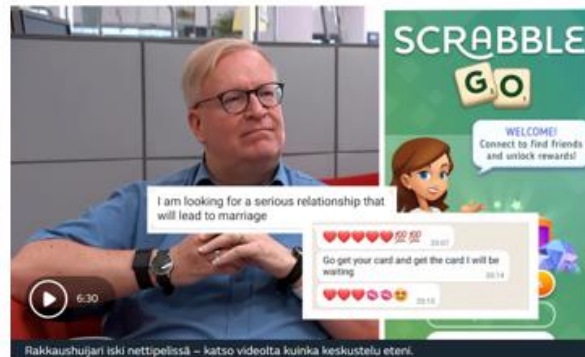 SCRABBLE
GO
WELCOME!
Connect to find friends
and unlock rewards!
I am looking for a serious relationship that
will lead to marriage
❤️❤️❤️❤️❤️💯💯
Go get your card and get the card I will be
waiting
6:30
Rakkaushuijari iski nettipelissä – katso videolta kuinka keskustelu eteni.